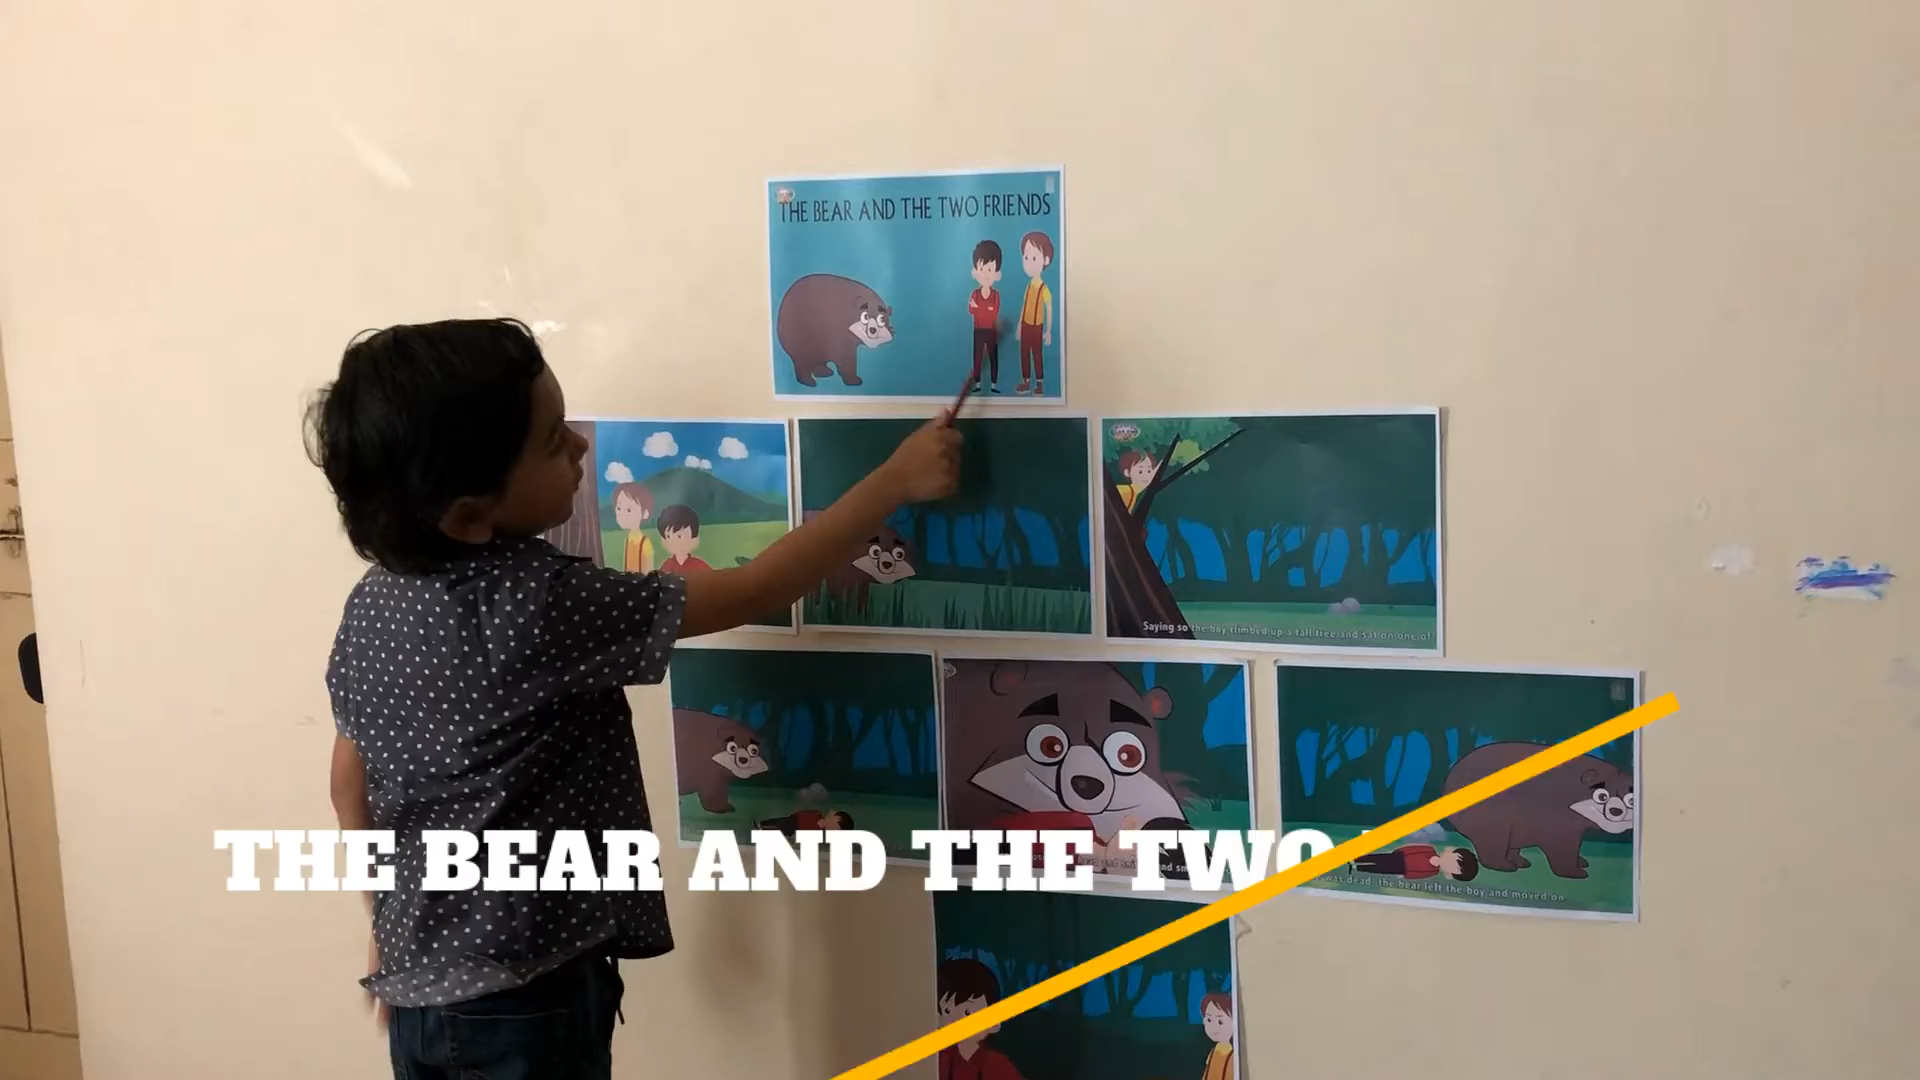 THE BEAR AND THE TWO FRIENDS
Saying so the boy climbed up a tall tree and sat on one of
THE BEAR AND THE TWO
was dead. the bear left the boy and moved on